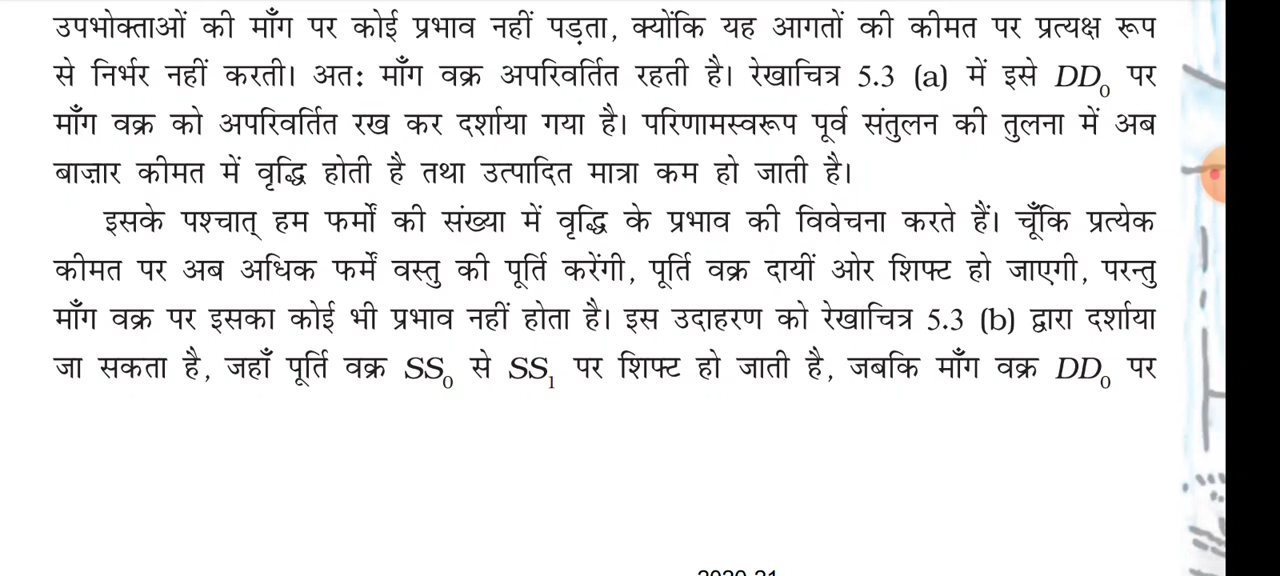 उपभोक्ताओं की माँग पर कोई प्रभाव नहीं पड़ता, क्योंकि यह आगतों की कीमत पर प्रत्यक्ष रूप
से निर्भर नहीं करती। अतः माँग वक्र अपरिवर्तित रहती है। रेखाचित्र 5.3 (a) में इसे DD₀ पर
माँग वक्र को अपरिवर्तित रख कर दर्शाया गया है। परिणामस्वरूप पूर्व संतुलन की तुलना में अब
बाज़ार कीमत में वृद्धि होती है तथा उत्पादित मात्रा कम हो जाती है।
इसके पश्चात् हम फर्मों की संख्या में वृद्धि के प्रभाव की विवेचना करते हैं। चूँकि प्रत्येक
कीमत पर अब अधिक फर्में वस्तु की पूर्ति करेंगी, पूर्ति वक्र दायीं ओर शिफ्ट हो जाएगी, परन्तु
माँग वक्र पर इसका कोई भी प्रभाव नहीं होता है। इस उदाहरण को रेखाचित्र 5.3 (b) द्वारा दर्शाया
जा सकता है, जहाँ पूर्ति वक्र SS₀ से SS₁ पर शिफ्ट हो जाती है, जबकि माँग वक्र DD₀ पर